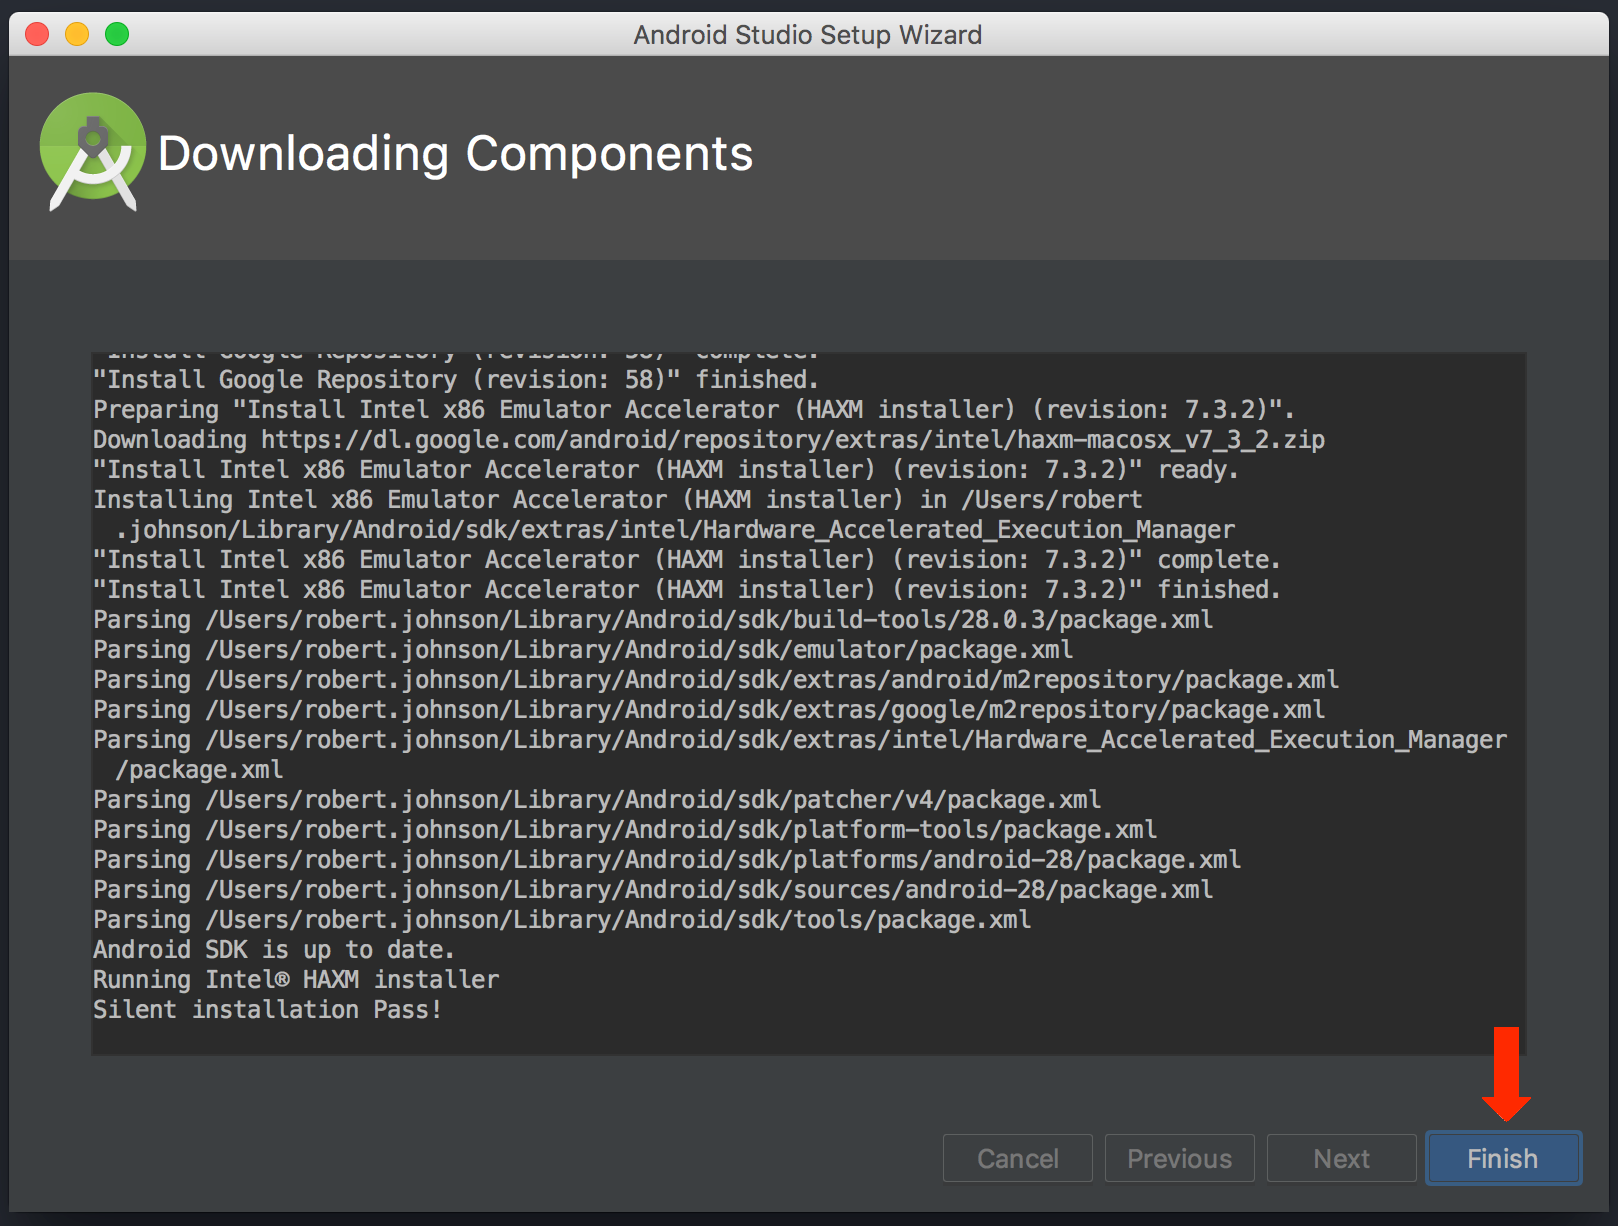 Android Studio Setup Wizard
Downloading Components
"Install Google Repository (revision: 58)" complete.
"Install Google Repository (revision: 58)" finished.
Preparing "Install Intel x86 Emulator Accelerator (HAXM installer) (revision: 7.3.2)".
Downloading https://dl.google.com/android/repository/extras/intel/haxm-macosx_v7_3_2.zip
"Install Intel x86 Emulator Accelerator (HAXM installer) (revision: 7.3.2)" ready.
Installing Intel x86 Emulator Accelerator (HAXM installer) in /Users/robert
.johnson/Library/Android/sdk/extras/intel/Hardware_Accelerated_Execution_Manager
"Install Intel x86 Emulator Accelerator (HAXM installer) (revision: 7.3.2)" complete.
"Install Intel x86 Emulator Accelerator (HAXM installer) (revision: 7.3.2)" finished.
Parsing /Users/robert.johnson/Library/Android/sdk/build-tools/28.0.3/package.xml
Parsing /Users/robert.johnson/Library/Android/sdk/emulator/package.xml
Parsing /Users/robert.johnson/Library/Android/sdk/extras/android/m2repository/package.xml
Parsing /Users/robert.johnson/Library/Android/sdk/extras/google/m2repository/package.xml
Parsing /Users/robert.johnson/Library/Android/sdk/extras/intel/Hardware_Accelerated_Execution_Manager
/package.xml
Parsing /Users/robert.johnson/Library/Android/sdk/patcher/v4/package.xml
Parsing /Users/robert.johnson/Library/Android/sdk/platform-tools/package.xml
Parsing /Users/robert.johnson/Library/Android/sdk/platforms/android-28/package.xml
Parsing /Users/robert.johnson/Library/Android/sdk/sources/android-28/package.xml
Parsing /Users/robert.johnson/Library/Android/sdk/tools/package.xml
Android SDK is up to date.
Running Intel® HAXM installer
Silent installation Pass!
Cancel Previous Next Finish